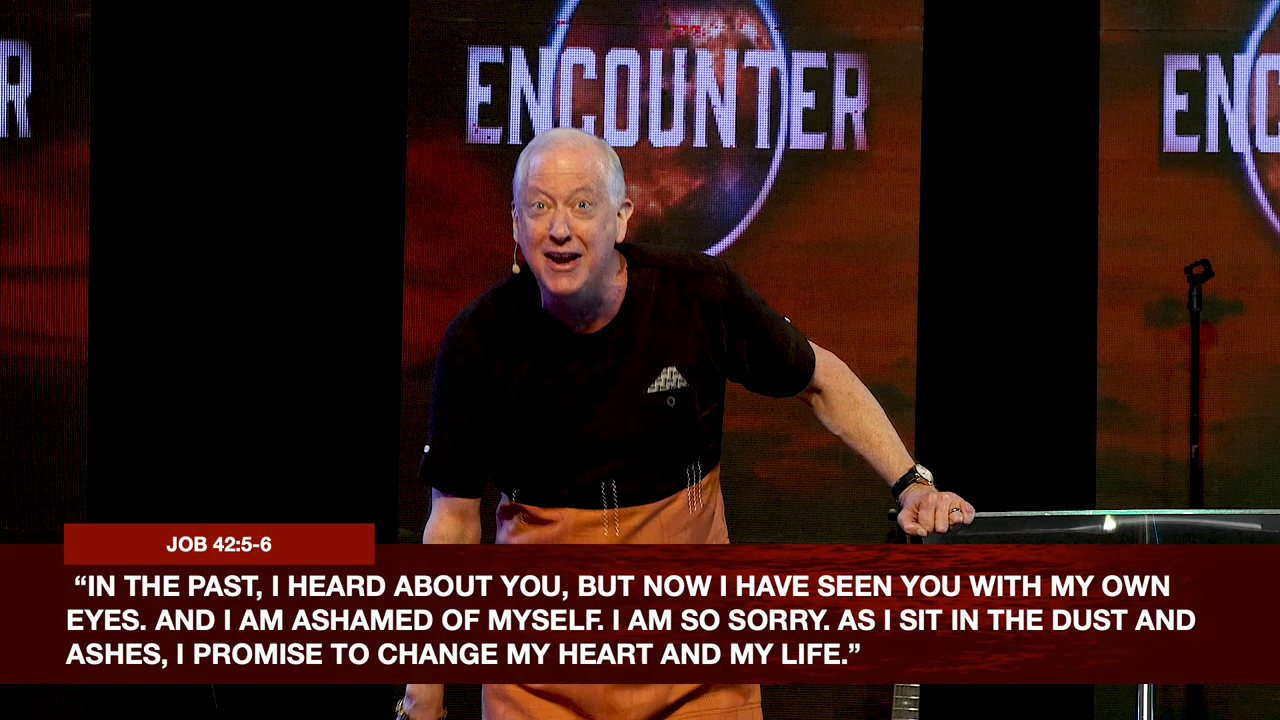 R
ENCOUNTER
ENC
JOB 42:5-6
“IN THE PAST, I HEARD ABOUT YOU, BUT NOW I HAVE SEEN YOU WITH MY OWN
EYES. AND I AM ASHAMED OF MYSELF. I AM SO SORRY. AS I SIT IN THE DUST AND
ASHES, I PROMISE TO CHANGE MY HEART AND MY LIFE.”